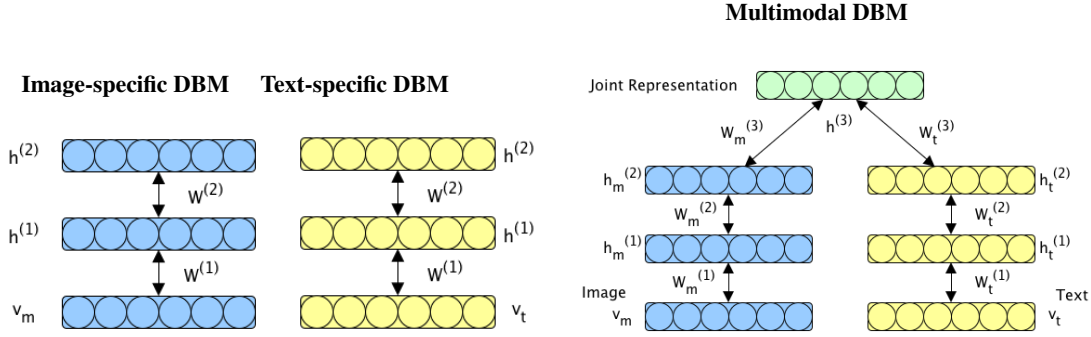 Multimodal DBM
Image-specific DBM Text-specific DBM
Joint Representation
h^(2) h^(2)
W^(2) W^(2)
h^(1) h^(1)
W^(1) W^(1)
v_m v_t
W_m^(3) h^(3) W_t^(3)
h_m^(2) h_t^(2)
W_m^(2) W_t^(2)
h_m^(1) h_t^(1)
W_m^(1) W_t^(1)
Image Text
v_m v_t